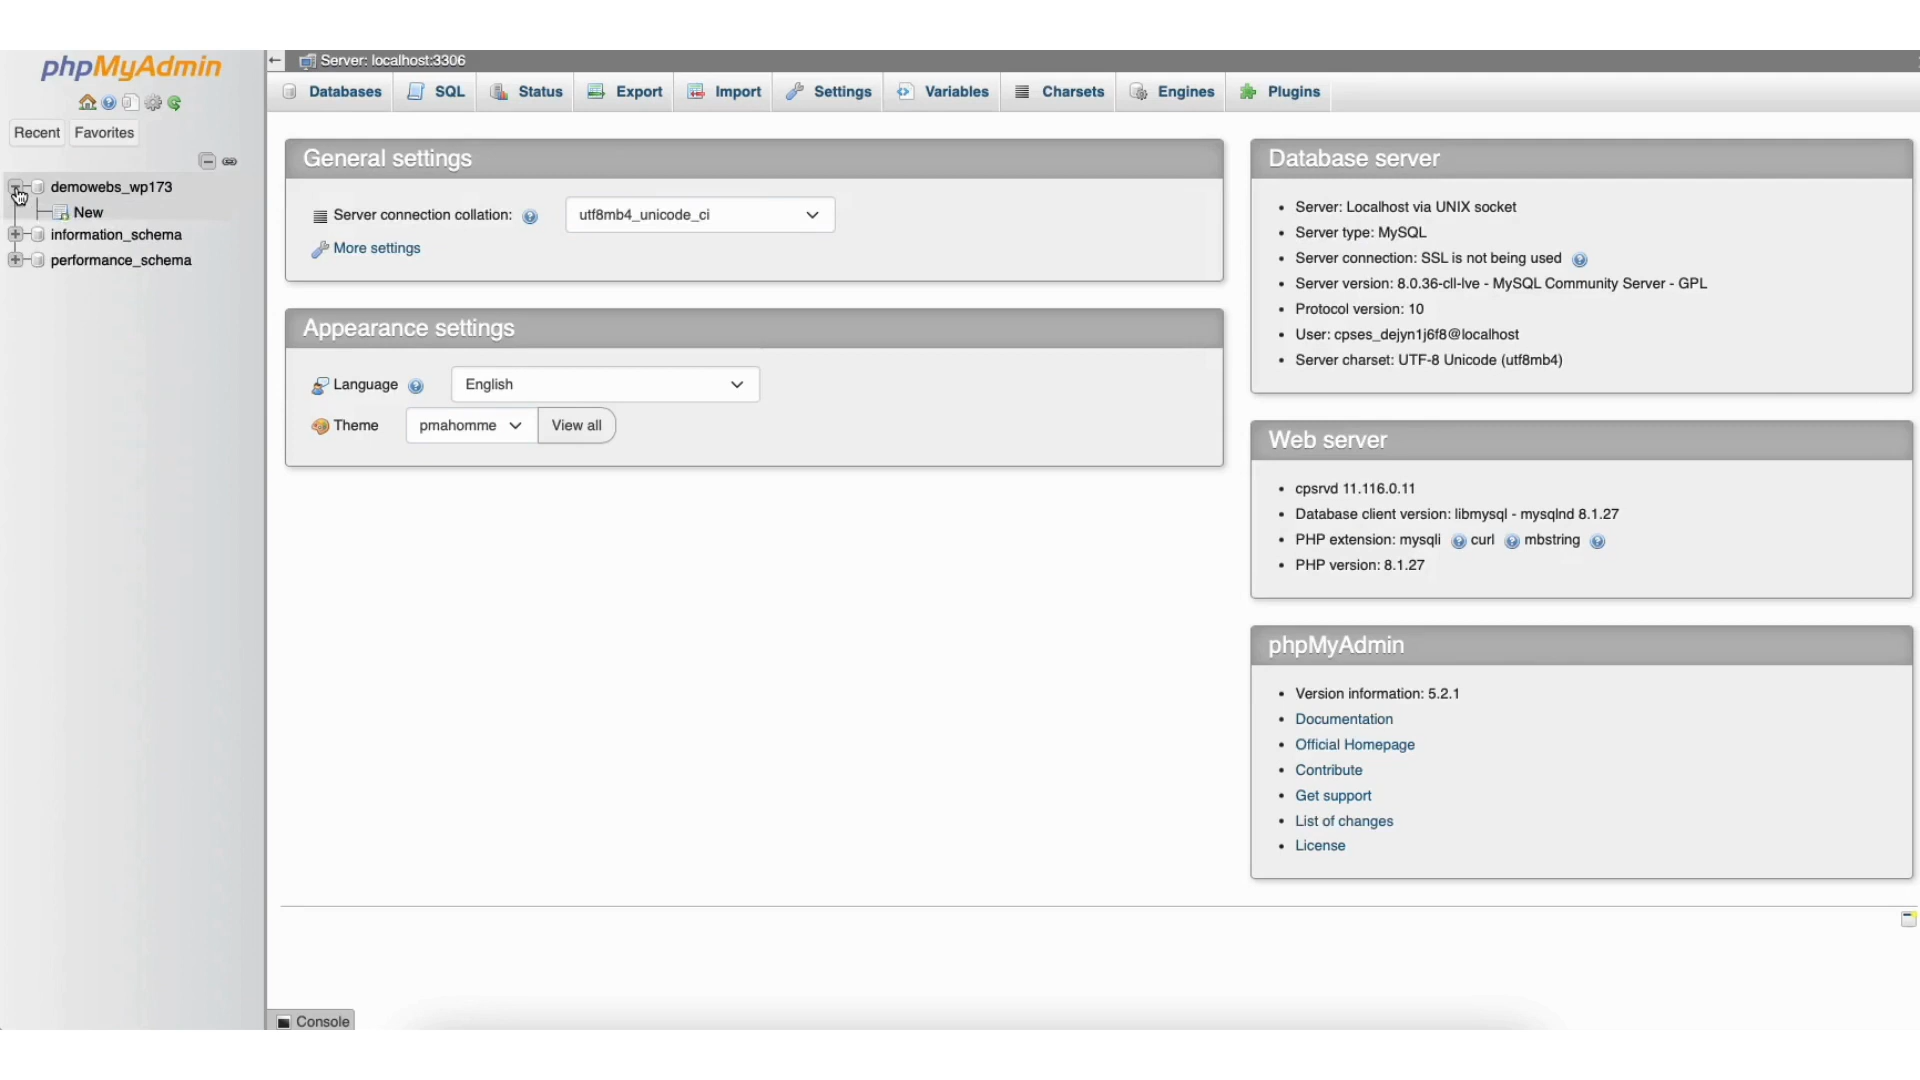 phpMyAdmin
Recent Favorites
demowebs_wp173
New
information_schema
performance_schema
Server: localhost:3306
Databases SQL Status Export Import Settings Variables Charsets Engines Plugins
General settings
Server connection collation: utf8mb4_unicode_ci
More settings
Appearance settings
Language English
Theme pmahomme View all
Database server
Server: Localhost via UNIX socket
Server type: MySQL
Server connection: SSL is not being used
Server version: 8.0.36-cll-lve - MySQL Community Server - GPL
Protocol version: 10
User: cpses_dejyn1j6f8@localhost
Server charset: UTF-8 Unicode (utf8mb4)
Web server
cpsrvd 11.116.0.11
Database client version: libmysql - mysqlnd 8.1.27
PHP extension: mysqli curl mbstring
PHP version: 8.1.27
phpMyAdmin
Version information: 5.2.1
Documentation
Official Homepage
Contribute
Get support
List of changes
License
Console